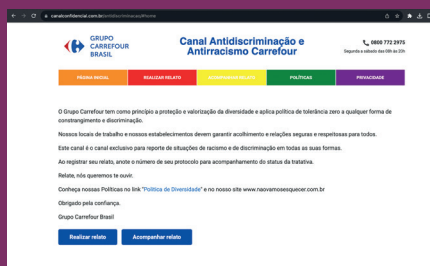 canalconfidencial.com.br/antidiscriminacao/#home
GRUPO
CARREFOUR
BRASIL
Canal Antidiscriminação e
Antirracismo Carrefour
0800 772 2975
Segunda a sábado das 08h às 20h
PÁGINA INICIAL
REALIZAR RELATO
ACOMPANHAR RELATO
POLÍTICAS
PRIVACIDADE
O Grupo Carrefour tem como princípio a proteção e valorização da diversidade e aplica política de tolerância zero a qualquer forma de
constrangimento e discriminação.
Nossos locais de trabalho e nossos estabelecimentos devem garantir acolhimento e relações seguras e respeitosas para todos.
Este canal é o canal exclusivo para reporte de situações de racismo e de discriminação em todas as suas formas.
Ao registrar seu relato, anote o número de seu protocolo para acompanhamento do status da tratativa.
Relate, nós queremos te ouvir.
Conheça nossas Políticas no link "Política de Diversidade" e no nosso site www.naovamosesquecer.com.br
Obrigado pela confiança.
Grupo Carrefour Brasil
Realizar relato
Acompanhar relato